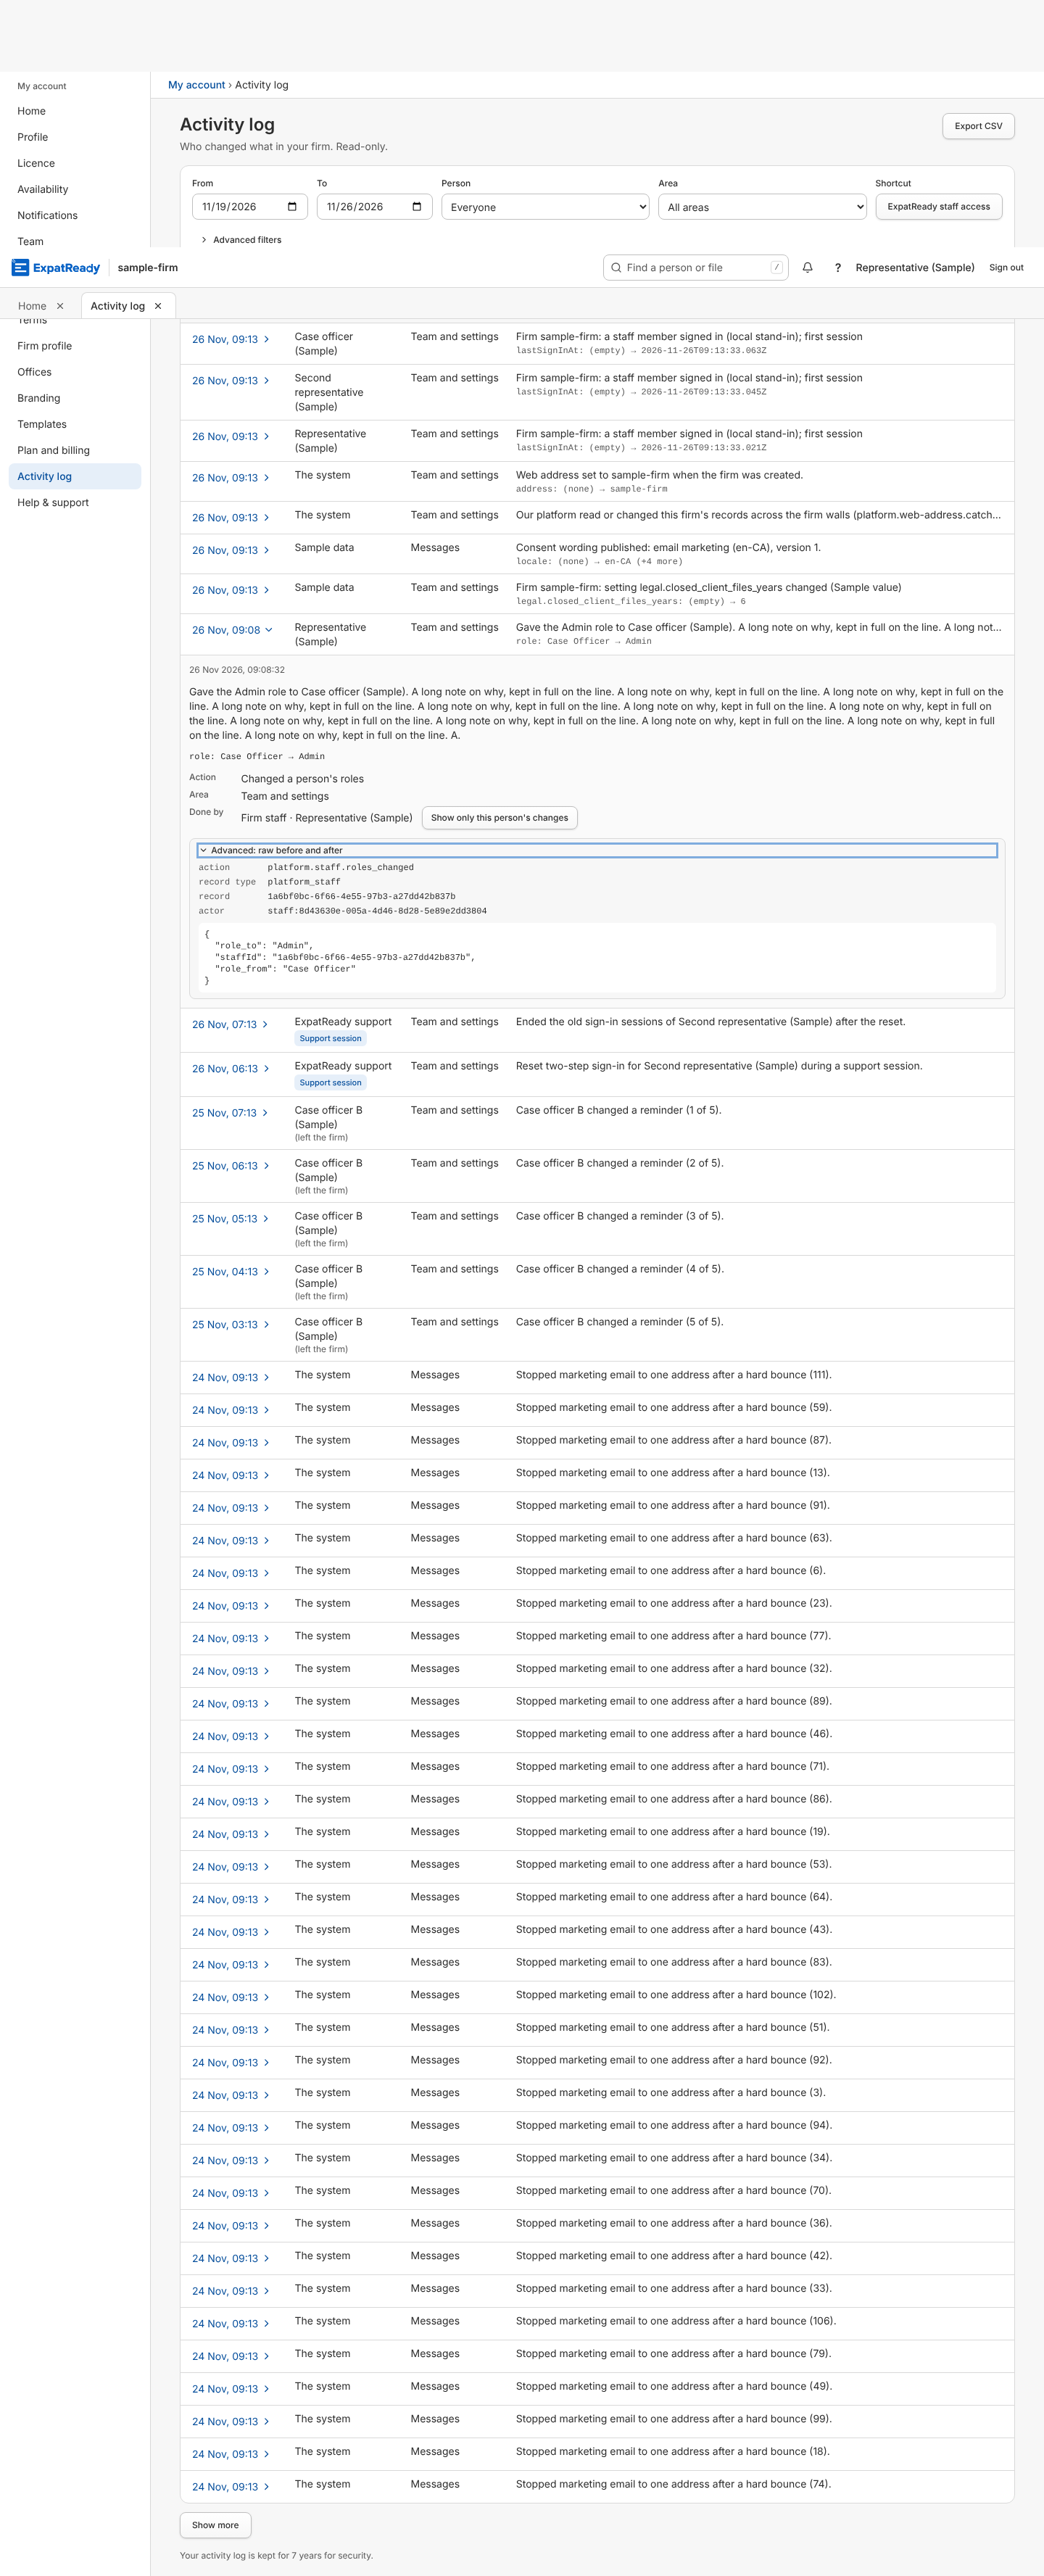 My account
Home
Profile
Licence
Availability
Notifications
Team
My account › Activity log
Activity log
Who changed what in your firm. Read-only.
Export CSV
From
To
Person
Area
Shortcut
11/19/2026
11/26/2026
Everyone
All areas
ExpatReady staff access
Advanced filters
ExpatReady
sample-firm
Find a person or file
/
?
Representative (Sample)
Sign out
Home ✕
Activity log ✕
Terms
Firm profile
Offices
Branding
Templates
Plan and billing
Activity log
Help & support
26 Nov, 09:13 Case officer (Sample) Team and settings Firm sample-firm: a staff member signed in (local stand-in); first session
lastSignInAt: (empty) → 2026-11-26T09:13:33.063Z
26 Nov, 09:13 Second representative (Sample) Team and settings Firm sample-firm: a staff member signed in (local stand-in); first session
lastSignInAt: (empty) → 2026-11-26T09:13:33.045Z
26 Nov, 09:13 Representative (Sample) Team and settings Firm sample-firm: a staff member signed in (local stand-in); first session
lastSignInAt: (empty) → 2026-11-26T09:13:33.021Z
26 Nov, 09:13 The system Team and settings Web address set to sample-firm when the firm was created.
address: (none) → sample-firm
26 Nov, 09:13 The system Team and settings Our platform read or changed this firm's records across the firm walls (platform.web-address.catch...
26 Nov, 09:13 Sample data Messages Consent wording published: email marketing (en-CA), version 1.
locale: (none) → en-CA (+4 more)
26 Nov, 09:13 Sample data Team and settings Firm sample-firm: setting legal.closed_client_files_years changed (Sample value)
legal.closed_client_files_years: (empty) → 6
26 Nov, 09:08 Representative (Sample) Team and settings Gave the Admin role to Case officer (Sample). A long note on why, kept in full on the line. A long not...
role: Case Officer → Admin
26 Nov 2026, 09:08:32
Gave the Admin role to Case officer (Sample). A long note on why, kept in full on the line. A long note on why, kept in full on the line. A long note on why, kept in full on the
line. A long note on why, kept in full on the line. A long note on why, kept in full on the line. A long note on why, kept in full on the line. A long note on why, kept in full on
the line. A long note on why, kept in full on the line. A long note on why, kept in full on the line. A long note on why, kept in full on the line. A long note on why, kept in full
on the line. A long note on why, kept in full on the line. A.
role: Case Officer → Admin
Action Changed a person's roles
Area Team and settings
Done by Firm staff · Representative (Sample) Show only this person's changes
Advanced: raw before and after
action platform.staff.roles_changed
record type platform_staff
record 1a6bf0bc-6f66-4e55-97b3-a27dd42b837b
actor staff:8d43630e-005a-4d46-8d28-5e89e2dd3804
{
"role_to": "Admin",
"staffId": "1a6bf0bc-6f66-4e55-97b3-a27dd42b837b",
"role_from": "Case Officer"
}
26 Nov, 07:13 ExpatReady support Team and settings Ended the old sign-in sessions of Second representative (Sample) after the reset.
Support session
26 Nov, 06:13 ExpatReady support Team and settings Reset two-step sign-in for Second representative (Sample) during a support session.
Support session
25 Nov, 07:13 Case officer B (Sample) Team and settings Case officer B changed a reminder (1 of 5).
(left the firm)
25 Nov, 06:13 Case officer B (Sample) Team and settings Case officer B changed a reminder (2 of 5).
(left the firm)
25 Nov, 05:13 Case officer B (Sample) Team and settings Case officer B changed a reminder (3 of 5).
(left the firm)
25 Nov, 04:13 Case officer B (Sample) Team and settings Case officer B changed a reminder (4 of 5).
(left the firm)
25 Nov, 03:13 Case officer B (Sample) Team and settings Case officer B changed a reminder (5 of 5).
(left the firm)
24 Nov, 09:13 The system Messages Stopped marketing email to one address after a hard bounce (111).
24 Nov, 09:13 The system Messages Stopped marketing email to one address after a hard bounce (59).
24 Nov, 09:13 The system Messages Stopped marketing email to one address after a hard bounce (87).
24 Nov, 09:13 The system Messages Stopped marketing email to one address after a hard bounce (13).
24 Nov, 09:13 The system Messages Stopped marketing email to one address after a hard bounce (91).
24 Nov, 09:13 The system Messages Stopped marketing email to one address after a hard bounce (63).
24 Nov, 09:13 The system Messages Stopped marketing email to one address after a hard bounce (6).
24 Nov, 09:13 The system Messages Stopped marketing email to one address after a hard bounce (23).
24 Nov, 09:13 The system Messages Stopped marketing email to one address after a hard bounce (77).
24 Nov, 09:13 The system Messages Stopped marketing email to one address after a hard bounce (32).
24 Nov, 09:13 The system Messages Stopped marketing email to one address after a hard bounce (89).
24 Nov, 09:13 The system Messages Stopped marketing email to one address after a hard bounce (46).
24 Nov, 09:13 The system Messages Stopped marketing email to one address after a hard bounce (71).
24 Nov, 09:13 The system Messages Stopped marketing email to one address after a hard bounce (86).
24 Nov, 09:13 The system Messages Stopped marketing email to one address after a hard bounce (19).
24 Nov, 09:13 The system Messages Stopped marketing email to one address after a hard bounce (53).
24 Nov, 09:13 The system Messages Stopped marketing email to one address after a hard bounce (64).
24 Nov, 09:13 The system Messages Stopped marketing email to one address after a hard bounce (43).
24 Nov, 09:13 The system Messages Stopped marketing email to one address after a hard bounce (83).
24 Nov, 09:13 The system Messages Stopped marketing email to one address after a hard bounce (102).
24 Nov, 09:13 The system Messages Stopped marketing email to one address after a hard bounce (51).
24 Nov, 09:13 The system Messages Stopped marketing email to one address after a hard bounce (92).
24 Nov, 09:13 The system Messages Stopped marketing email to one address after a hard bounce (3).
24 Nov, 09:13 The system Messages Stopped marketing email to one address after a hard bounce (94).
24 Nov, 09:13 The system Messages Stopped marketing email to one address after a hard bounce (34).
24 Nov, 09:13 The system Messages Stopped marketing email to one address after a hard bounce (70).
24 Nov, 09:13 The system Messages Stopped marketing email to one address after a hard bounce (36).
24 Nov, 09:13 The system Messages Stopped marketing email to one address after a hard bounce (42).
24 Nov, 09:13 The system Messages Stopped marketing email to one address after a hard bounce (33).
24 Nov, 09:13 The system Messages Stopped marketing email to one address after a hard bounce (106).
24 Nov, 09:13 The system Messages Stopped marketing email to one address after a hard bounce (79).
24 Nov, 09:13 The system Messages Stopped marketing email to one address after a hard bounce (49).
24 Nov, 09:13 The system Messages Stopped marketing email to one address after a hard bounce (99).
24 Nov, 09:13 The system Messages Stopped marketing email to one address after a hard bounce (18).
24 Nov, 09:13 The system Messages Stopped marketing email to one address after a hard bounce (74).
Show more
Your activity log is kept for 7 years for security.